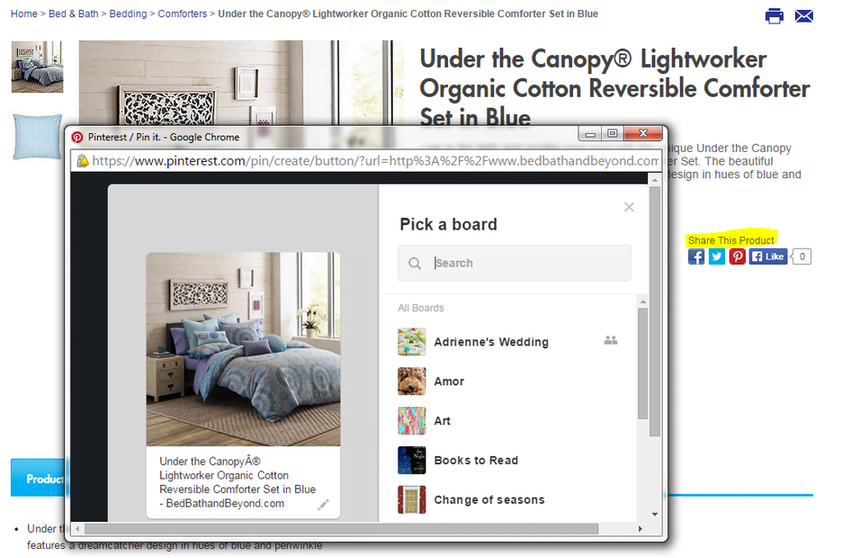 Home > Bed & Bath > Bedding > Comforters > Under the Canopy® Lightworker Organic Cotton Reversible Comforter Set in Blue
Under the Canopy® Lightworker
Organic Cotton Reversible Comforter
Set in Blue
Pinterest / Pin it. - Google Chrome
https://www.pinterest.com/pin/create/button/?url=http%3A%2F%2Fwww.bedbathandbeyond.com
nique Under the Canopy
er Set. The beautiful
design in hues of blue and
Share This Product
Like
0
Pick a board
Search
All Boards
Adrienne's Wedding
Amor
Art
Books to Read
Change of seasons
Under the CanopyÂ®
Lightworker Organic Cotton
Reversible Comforter Set in Blue
- BedBathandBeyond.com
Product
Under th
features a dreamcatcher design in hues of blue and periwinkle